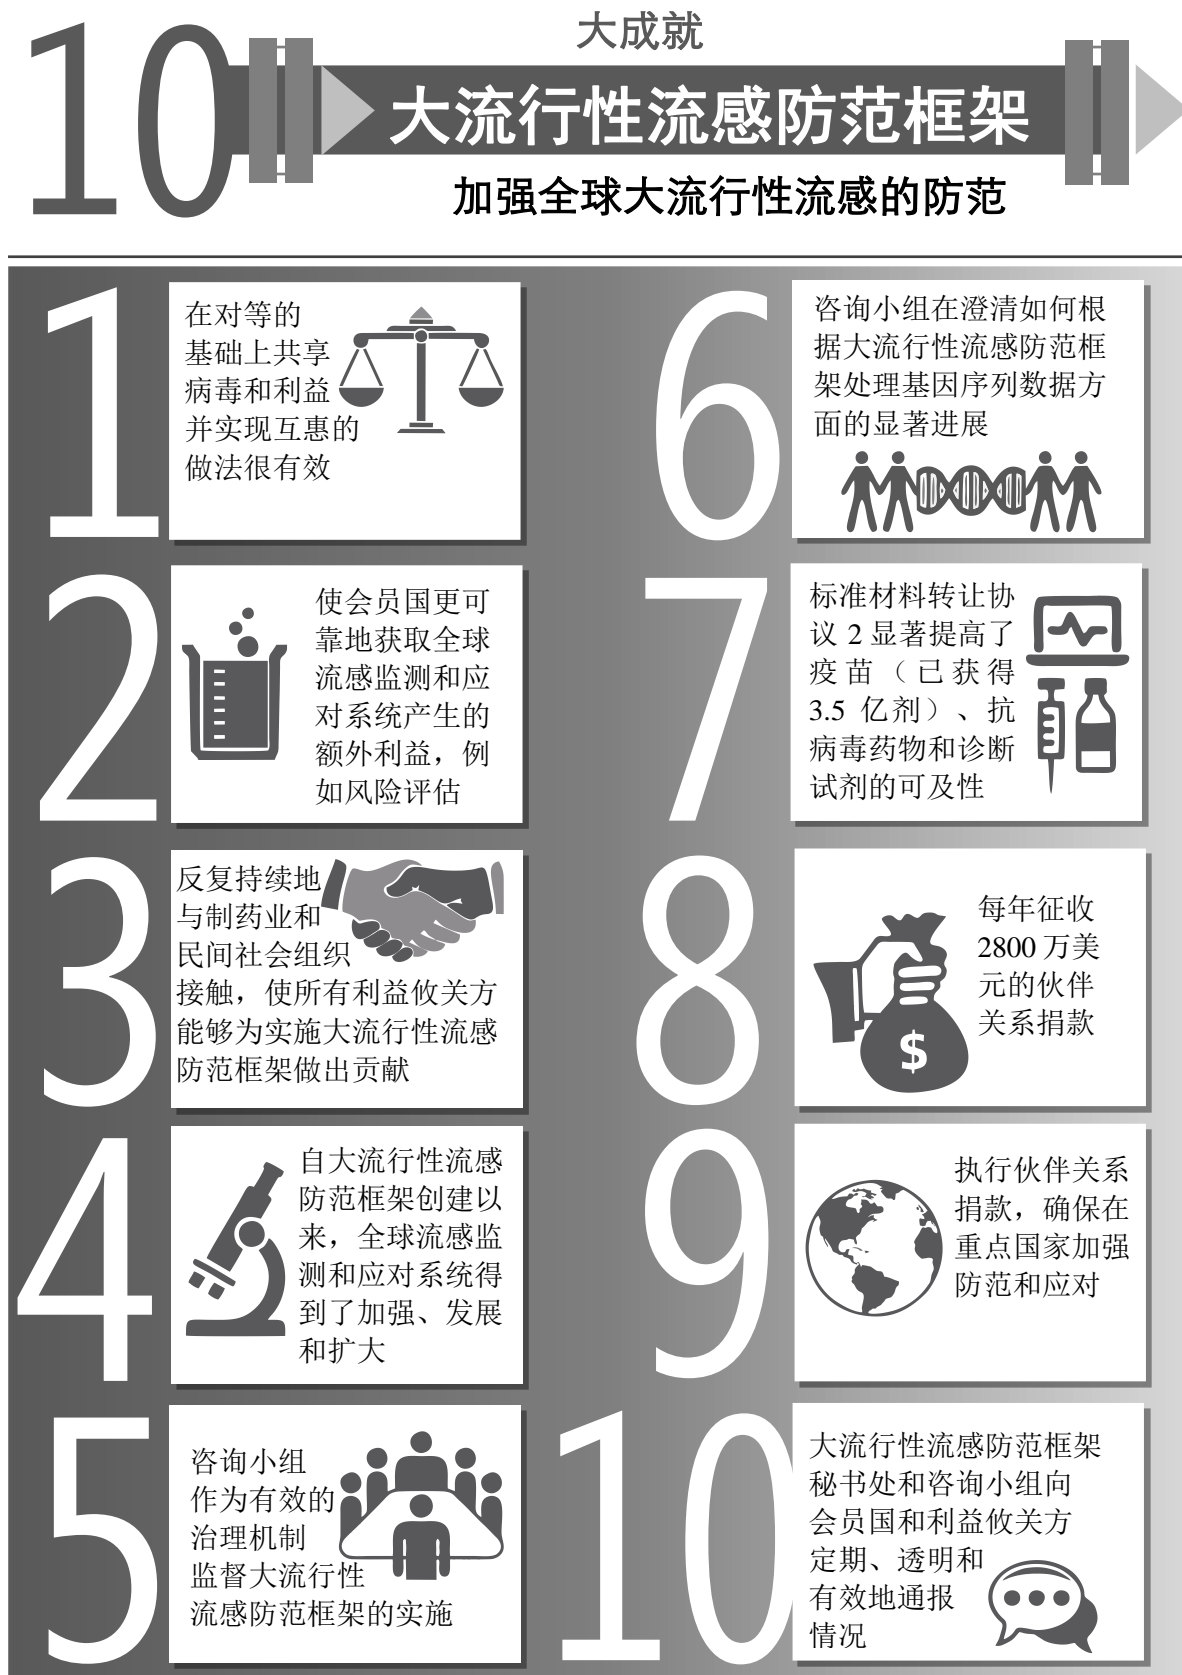 10
大成就
大流行性流感防范框架
加强全球大流行性流感的防范
1
在对等的
基础上共享
病毒和利益
并实现互惠的
做法很有效
2
使会员国更可
靠地获取全球
流感监测和应
对系统产生的
额外利益，例
如风险评估
3
反复持续地
与制药业和
民间社会组织
接触，使所有利益攸关方
能够为实施大流行性流感
防范框架做出贡献
4
自大流行性流感
防范框架创建以
来，全球流感监
测和应对系统得
到了加强、发展
和扩大
5
咨询小组
作为有效的
治理机制
监督大流行性
流感防范框架的实施
6
咨询小组在澄清如何根
据大流行性流感防范框
架处理基因序列数据方
面的显著进展
7
标准材料转让协
议 2 显著提高了
疫苗（已获得
3.5 亿剂）、抗
病毒药物和诊断
试剂的可及性
8
每年征收
2800 万美
元的伙伴
关系捐款
$
9
执行伙伴关系
捐款，确保在
重点国家加强
防范和应对
10
大流行性流感防范框架
秘书处和咨询小组向
会员国和利益攸关方
定期、透明和
有效地通报
情况